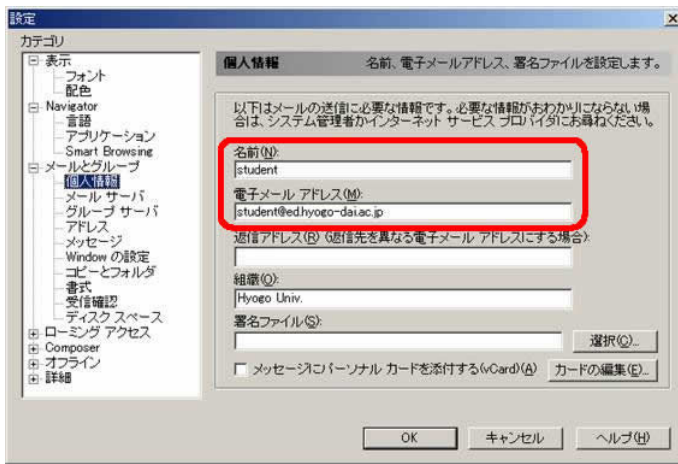 設定
カテゴリ
表示
フォント
配色
Navigator
言語
アプリケーション
Smart Browsing
メールとグループ
個人情報
メール サーバ
グループ サーバ
アドレス
メッセージ
Window の設定
コピーとフォルダ
書式
受信確認
ディスク スペース
ローミング アクセス
Composer
オフライン
詳細
個人情報 名前、電子メールアドレス、署名ファイルを設定します。
以下はメールの送信に必要な情報です。必要な情報がおわかりにならない場
合は、システム管理者かインターネット サービス プロバイダにお尋ねください。
名前(N):
student
電子メール アドレス(M):
student@ed.hyogo-dai.ac.jp
返信アドレス(R) (返信先を異なる電子メール アドレスにする場合):
組織(O):
Hyogo Univ.
署名ファイル(S):
選択(C)...
メッセージにパーソナル カードを添付する(vCard)(A) カードの編集(E)...
OK キャンセル ヘルプ(H)